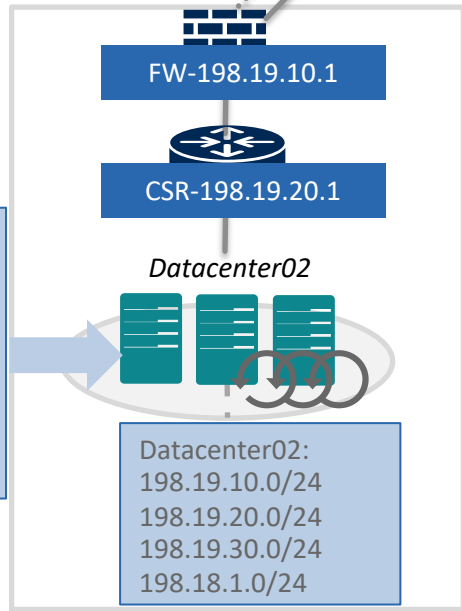 FW-198.19.10.1
CSR-198.19.20.1
Datacenter02
Datacenter02:
198.19.10.0/24
198.19.20.0/24
198.19.30.0/24
198.18.1.0/24